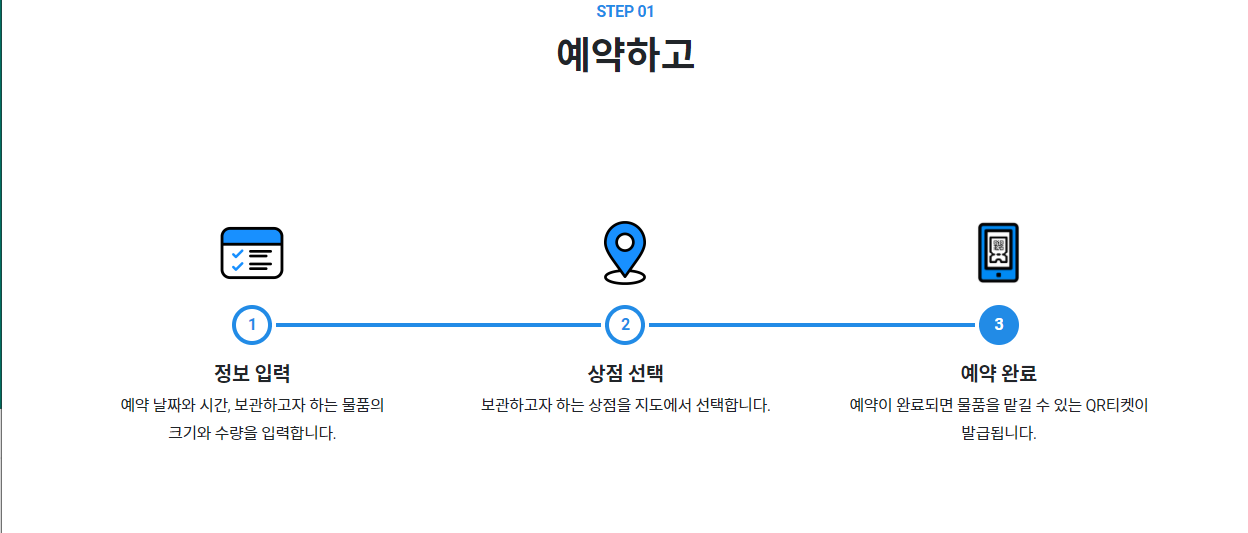 STEP 01
예약하고
1
2
3
정보 입력
예약 날짜와 시간, 보관하고자 하는 물품의
크기와 수량을 입력합니다.
상점 선택
보관하고자 하는 상점을 지도에서 선택합니다.
예약 완료
예약이 완료되면 물품을 맡길 수 있는 QR티켓이
발급됩니다.